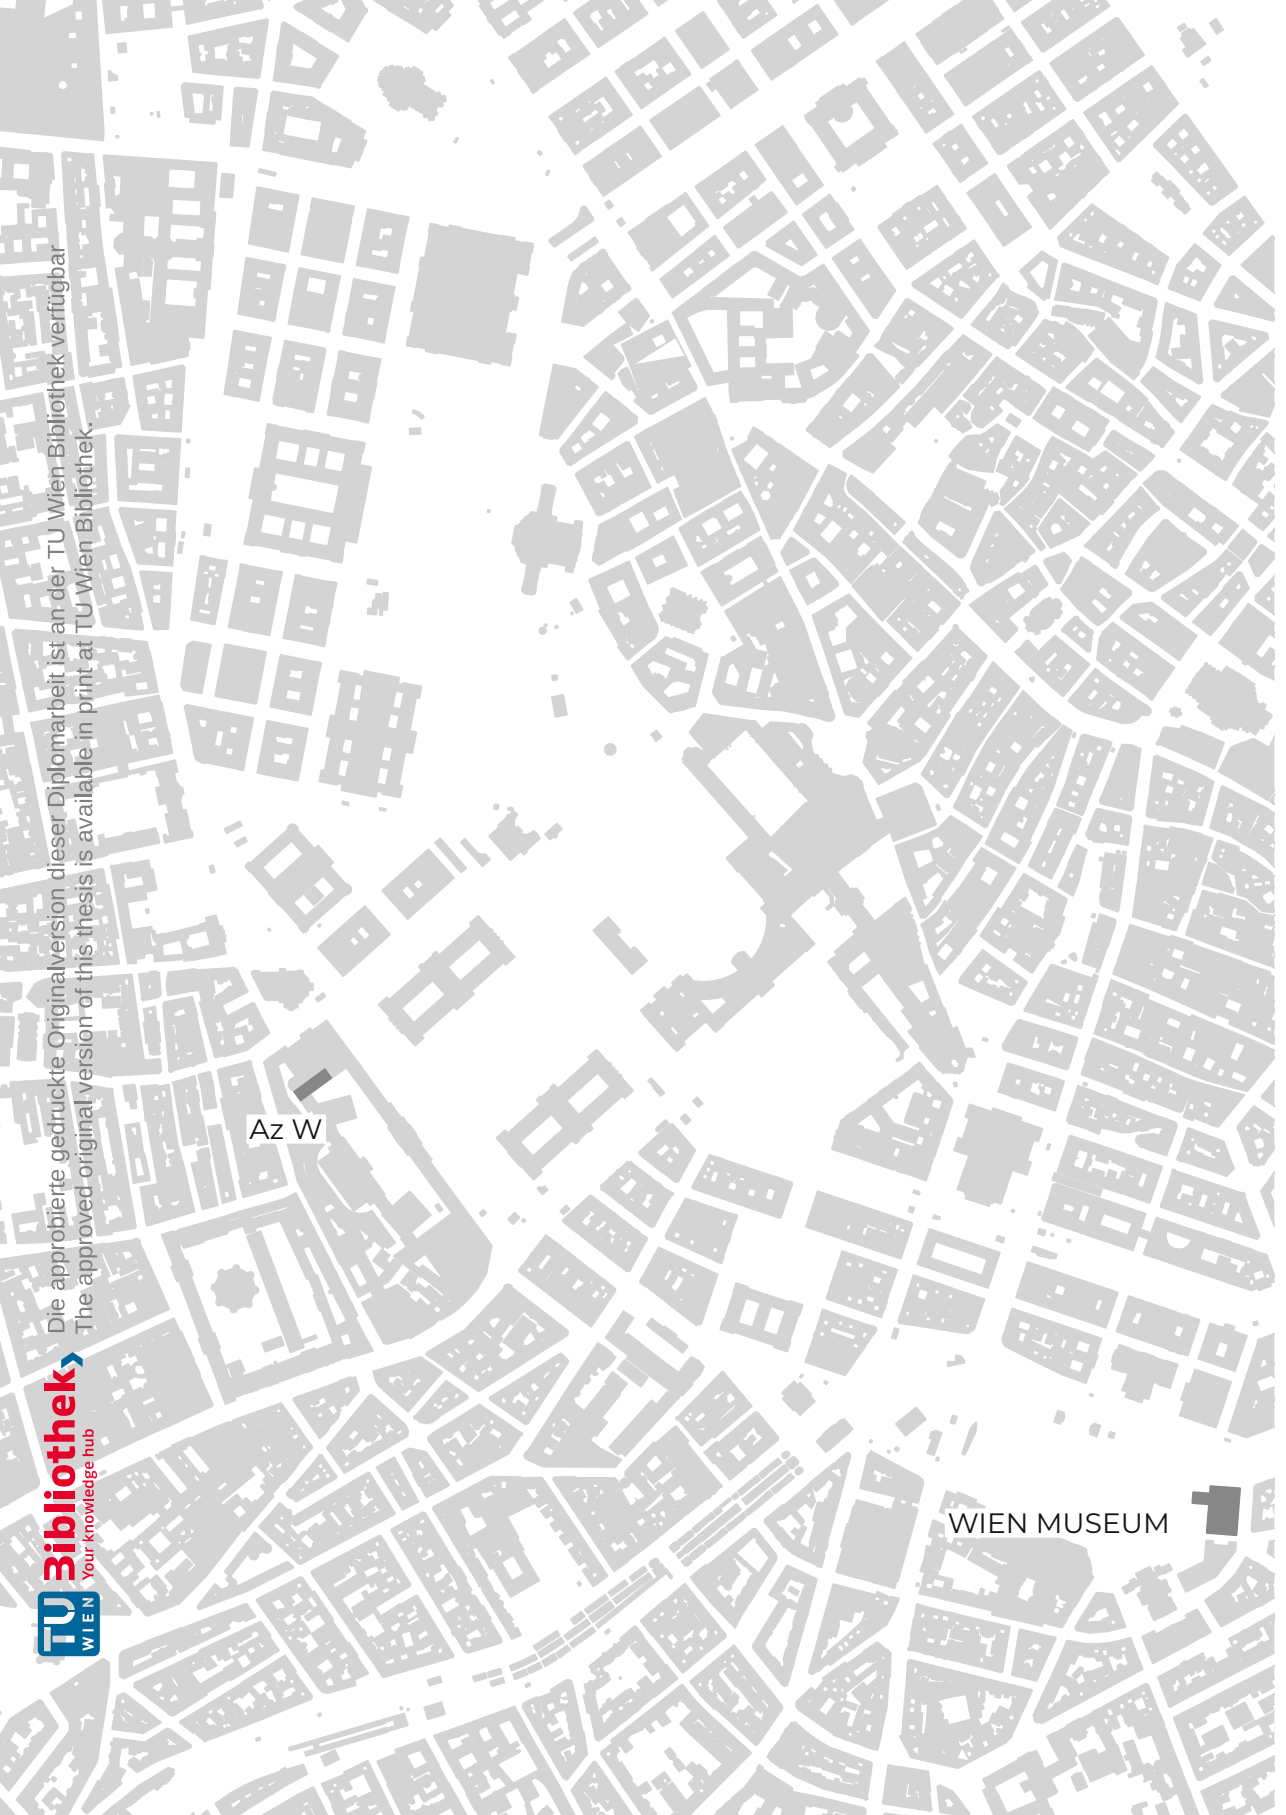 Az W
WIEN MUSEUM
Die approbierte gedruckte Originalversion dieser Diplomarbeit ist an der TU Wien Bibliothek verfügbar
The approved original version of this thesis is available in print at TU Wien Bibliothek.
TU
WIEN
Bibliothek
Your knowledge hub